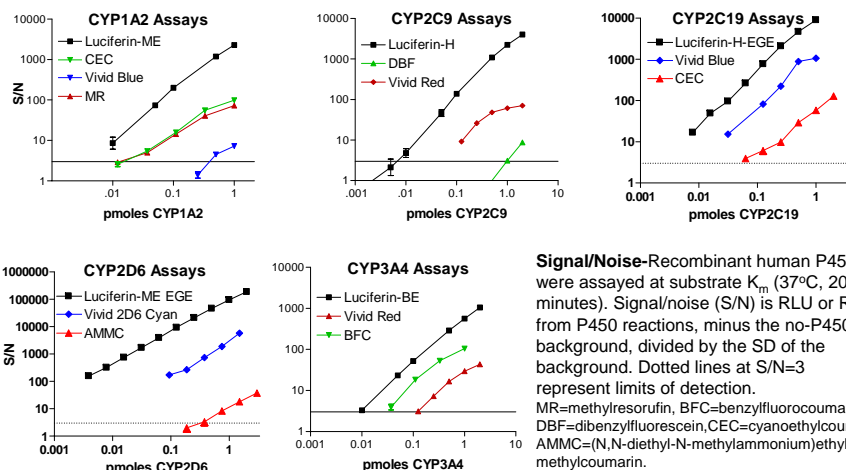 CYP1A2 Assays
S/N
10000
1000
100
10
1
Luciferin-ME
CEC
Vivid Blue
MR
.010 0.1 1
pmoles CYP1A2
CYP2C9 Assays
10000
1000
100
10
1
Luciferin-H
DBF
Vivid Red
.001 0.01 0.1 1 10
pmoles CYP2C9
CYP2C19 Assays
10000
1000
100
10
1
Luciferin-H-EGE
Vivid Blue
CEC
0.001 0.01 0.1 1
pmoles CYP2C19
CYP2D6 Assays
S/N
1000000
100000
10000
1000
100
10
1
Luciferin-ME EGE
Vivid 2D6 Cyan
AMMC
0.001 0.01 0.1 1
pmoles CYP2D6
CYP3A4 Assays
10000
1000
100
10
1
Luciferin-BE
Vivid Red
BFC
0.001 0.01 0.1 1 10
pmoles CYP3A4
Signal/Noise-Recombinant human P45
were assayed at substrate Km (37ºC, 20
minutes). Signal/noise (S/N) is RLU or R
from P450 reactions, minus the no-P450
background, divided by the SD of the
background. Dotted lines at S/N=3
represent limits of detection.
MR=methylresorufin, BFC=benzylfluorocouma
DBF=dibenzylfluorescein,CEC=cyanoethylcou
AMMC=(N,N-diethyl-N-methylammonium)ethyl
methylcoumarin.